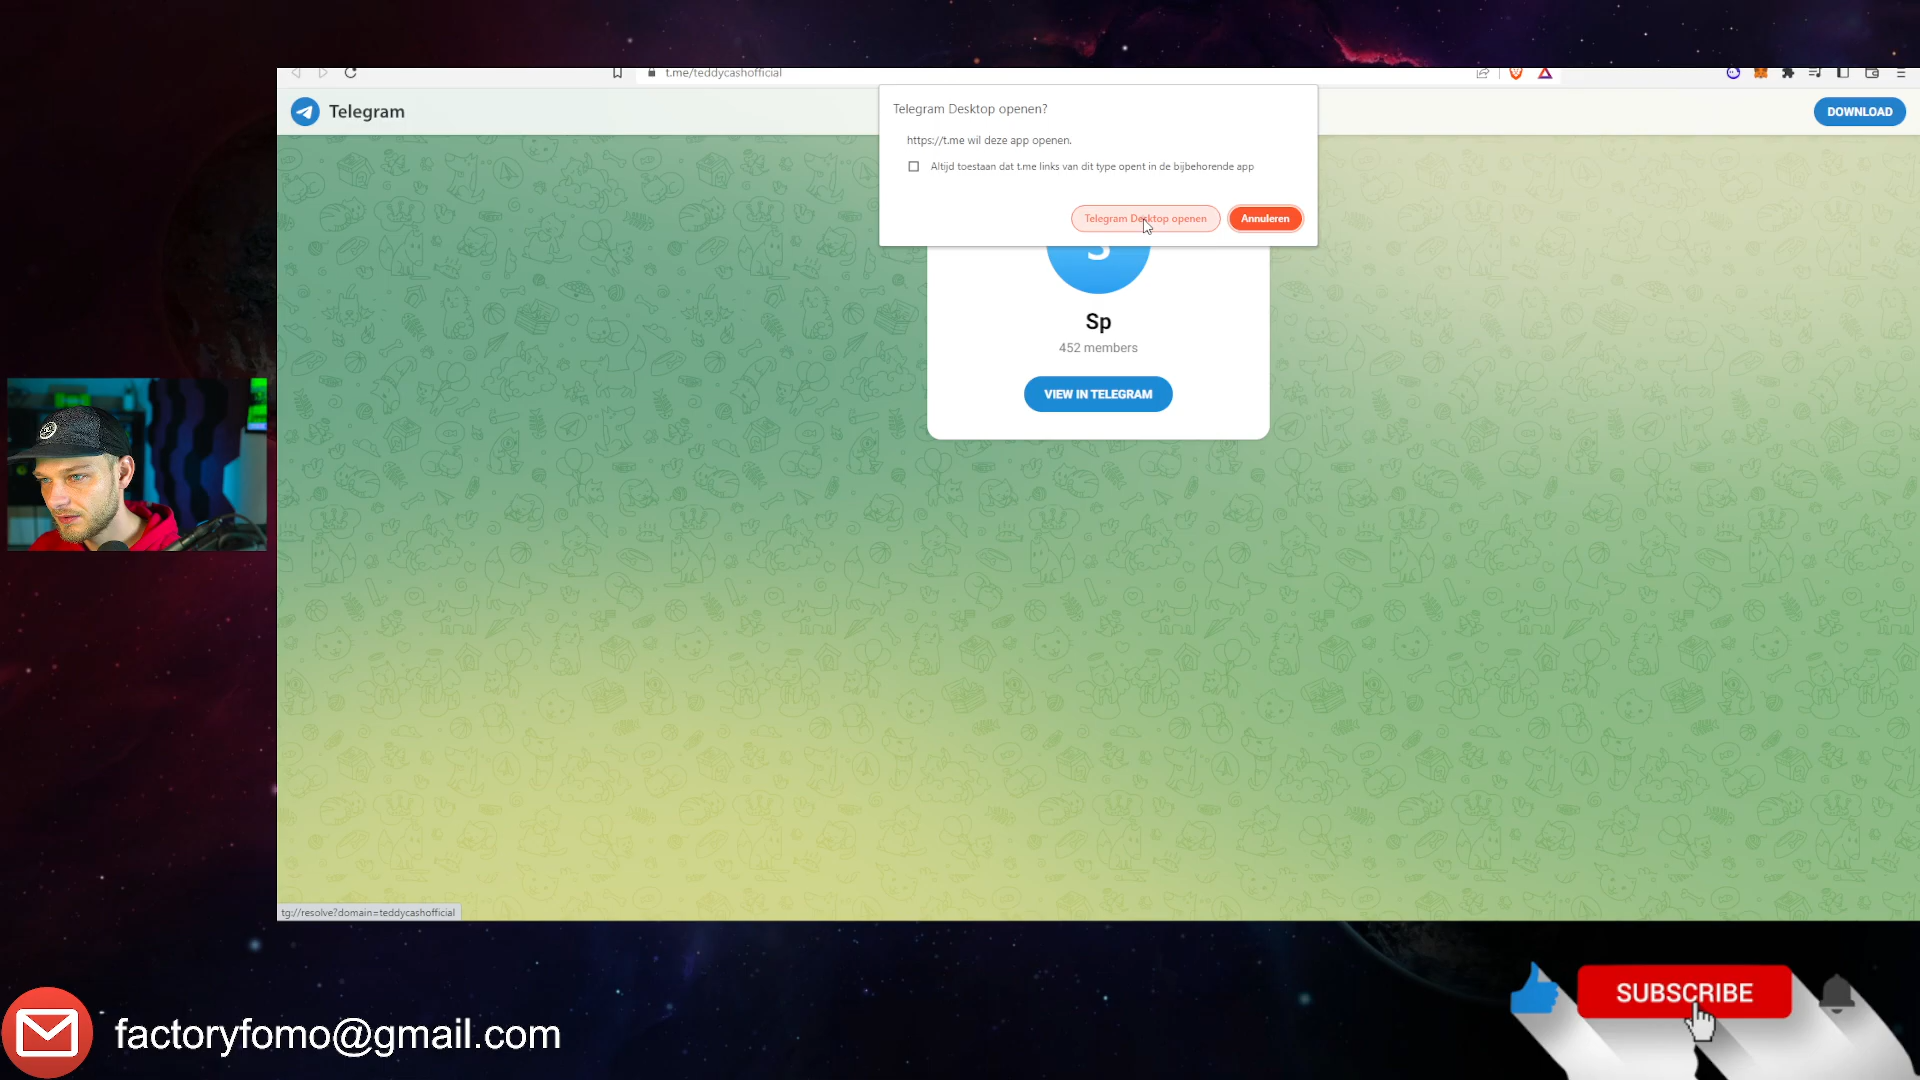 t.me/teddycashofficial
Telegram
DOWNLOAD
Telegram Desktop openen?
https://t.me wil deze app openen.
Altijd toestaan dat t.me links van dit type opent in de bijbehorende app
Telegram Desktop openen
Annuleren
Sp
452 members
VIEW IN TELEGRAM
tg://resolve?domain=teddycashofficial
factoryfomo@gmail.com
SUBSCRIBE